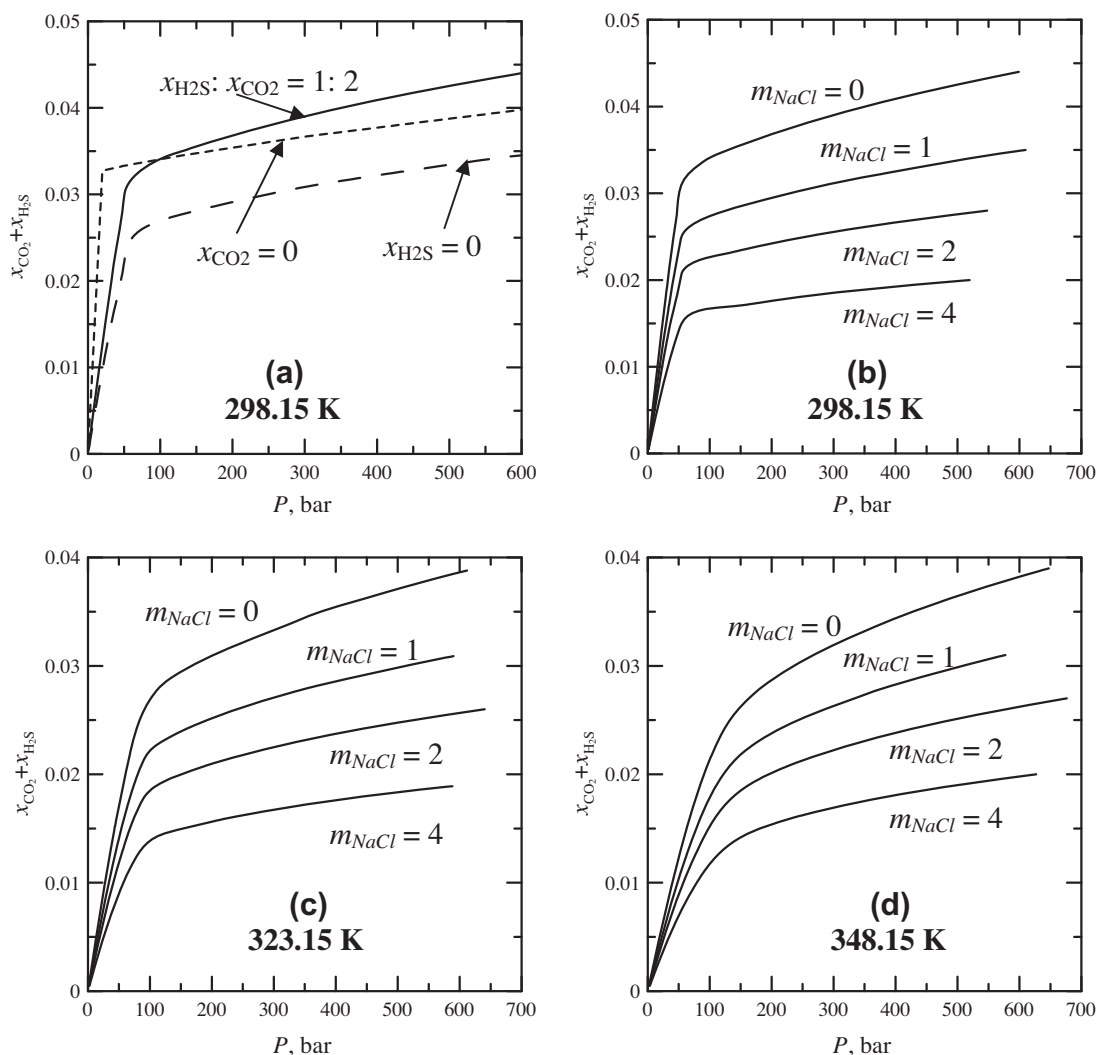 0.05
0.04
0.03
0.02
0.01
0
x_CO₂+x_H₂S
x_H2S: x_CO2 = 1: 2
x_CO2 = 0
x_H2S = 0
(a)
298.15 K
0 100 200 300 400 500 600
P, bar
0.05
0.04
0.03
0.02
0.01
0
x_CO₂+x_H₂S
m_NaCl = 0
m_NaCl = 1
m_NaCl = 2
m_NaCl = 4
(b)
298.15 K
0 100 200 300 400 500 600 700
P, bar
0.04
0.03
0.02
0.01
0
x_CO₂+x_H₂S
m_NaCl = 0
m_NaCl = 1
m_NaCl = 2
m_NaCl = 4
(c)
323.15 K
0 100 200 300 400 500 600 700
P, bar
0.04
0.03
0.02
0.01
0
x_CO₂+x_H₂S
m_NaCl = 0
m_NaCl = 1
m_NaCl = 2
m_NaCl = 4
(d)
348.15 K
0 100 200 300 400 500 600 700
P, bar